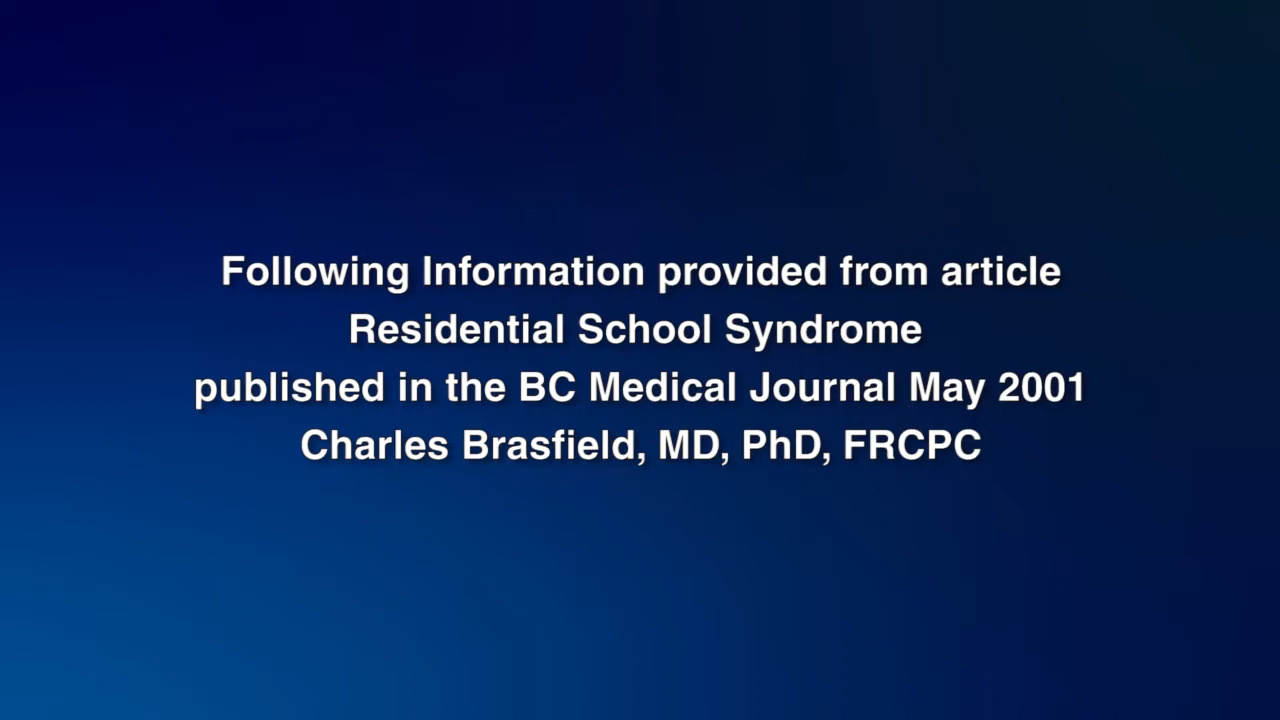 Following Information provided from article
Residential School Syndrome
published in the BC Medical Journal May 2001
Charles Brasfield, MD, PhD, FRCPC